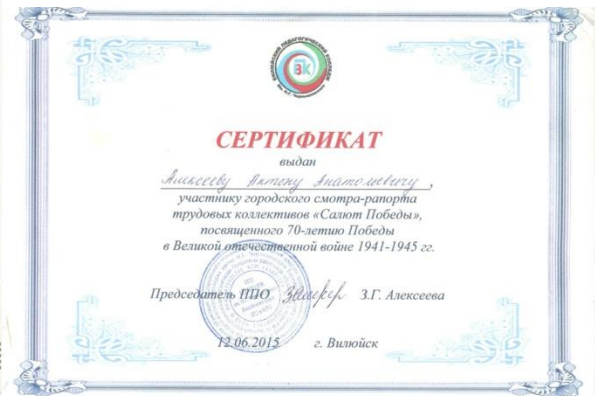 ВК
СЕРТИФИКАТ
выдан
Алексееву Антону Анатольевичу,
участнику городского смотра-рапорта
трудовых коллективов «Салют Победы»,
посвященного 70-летию Победы
в Великой отечественной войне 1941-1945 гг.
Председатель ППО З.Г. Алексеева
12.06.2015 г. Вилюйск